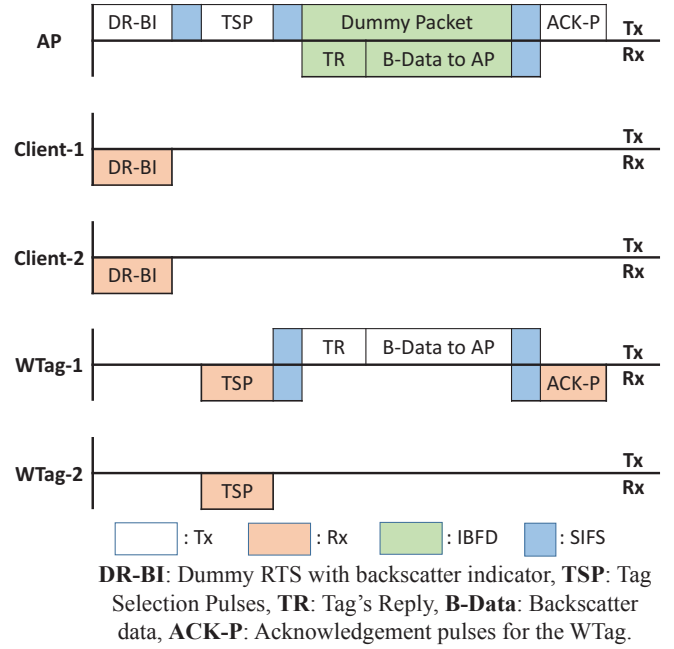 DR-BI TSP Dummy Packet ACK-P Tx
AP
TR B-Data to AP Rx
Tx
Client-1
DR-BI Rx
Tx
Client-2
DR-BI Rx
TR B-Data to AP Tx
WTag-1
TSP ACK-P Rx
Tx
WTag-2
TSP Rx
: Tx : Rx : IBFD : SIFS
DR-BI: Dummy RTS with backscatter indicator, TSP: Tag
Selection Pulses, TR: Tag's Reply, B-Data: Backscatter
data, ACK-P: Acknowledgement pulses for the WTag.